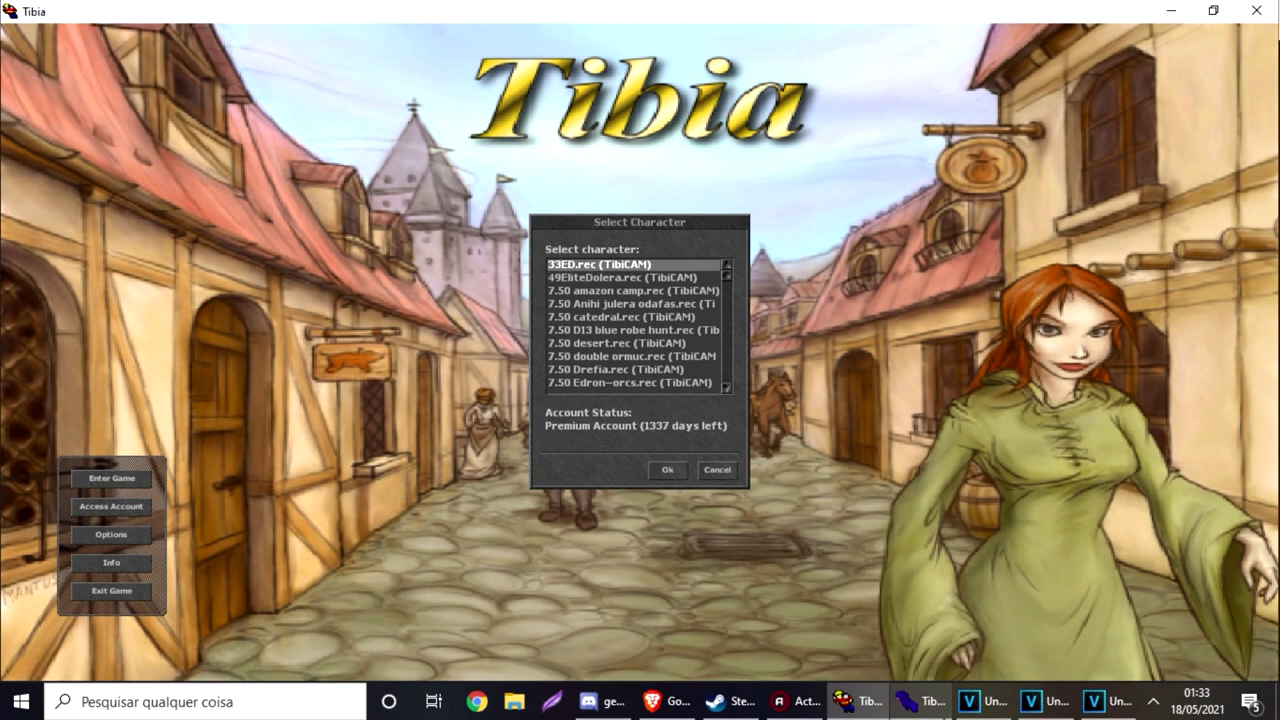 Tibia
Tibia
Select Character
Select character:
33ED.rec (TibiCAM)
49EliteDolera.rec (TibiCAM)
7.50 amazon camp.rec (TibiCAM)
7.50 Anihi julera odafas.rec (Ti
7.50 catedral.rec (TibiCAM)
7.50 D13 blue robe hunt.rec (Tib
7.50 desert.rec (TibiCAM)
7.50 double ormuc.rec (TibiCAM
7.50 Drefia.rec (TibiCAM)
7.50 Edron-orcs.rec (TibiCAM)
Account Status:
Premium Account (1337 days left)
Ok Cancel
Enter Game
Access Account
Options
Info
Exit Game
MANTUS
Pesquisar qualquer coisa
ge...
Go...
Ste...
Act...
Tib...
Tib...
Un...
Un...
Un...
01:33
18/05/2021
5